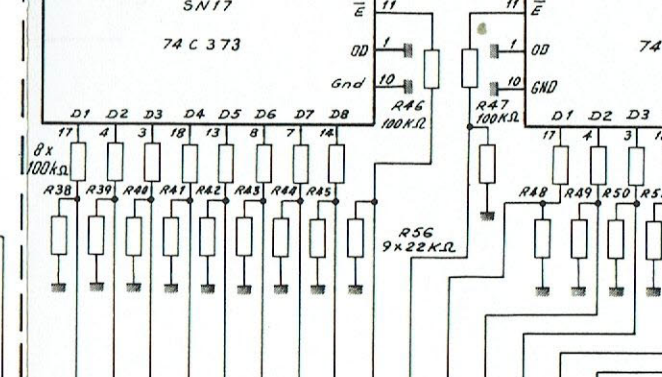 SN17
74 C 373
E 11
OD 1
Gnd 10
D1 D2 D3 D4 D5 D6 D7 D8
17 4 3 18 13 8 7 14
8x
100kΩ
R38 R39 R40 R41 R42 R43 R44 R45
R46
100KΩ
R56
9x22KΩ
11 E
1 OD
10 GND
74
R47
100KΩ
D1 D2 D3
17 4 3
R48 R49 R50